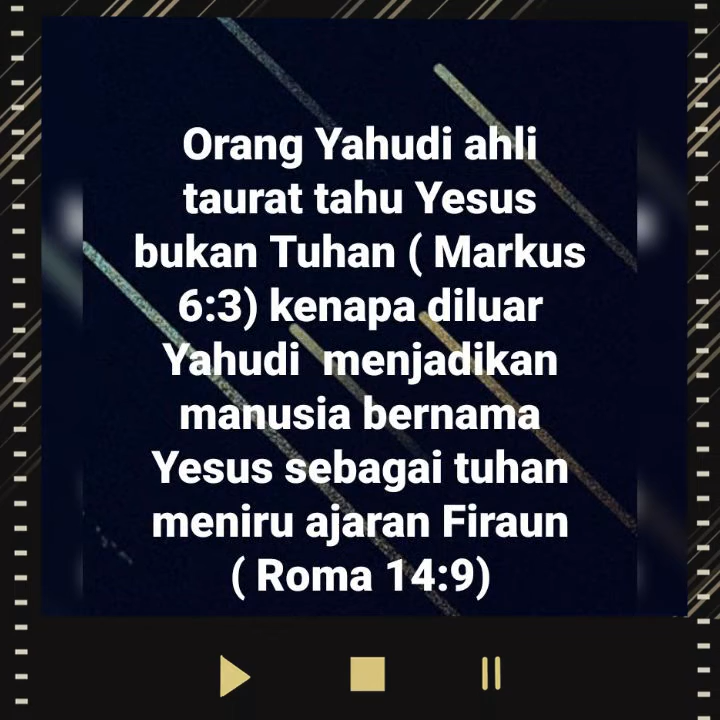 Orang Yahudi ahli
taurat tahu Yesus
bukan Tuhan ( Markus
6:3) kenapa diluar
Yahudi  menjadikan
manusia bernama
Yesus sebagai tuhan
meniru ajaran Firaun
( Roma 14:9)